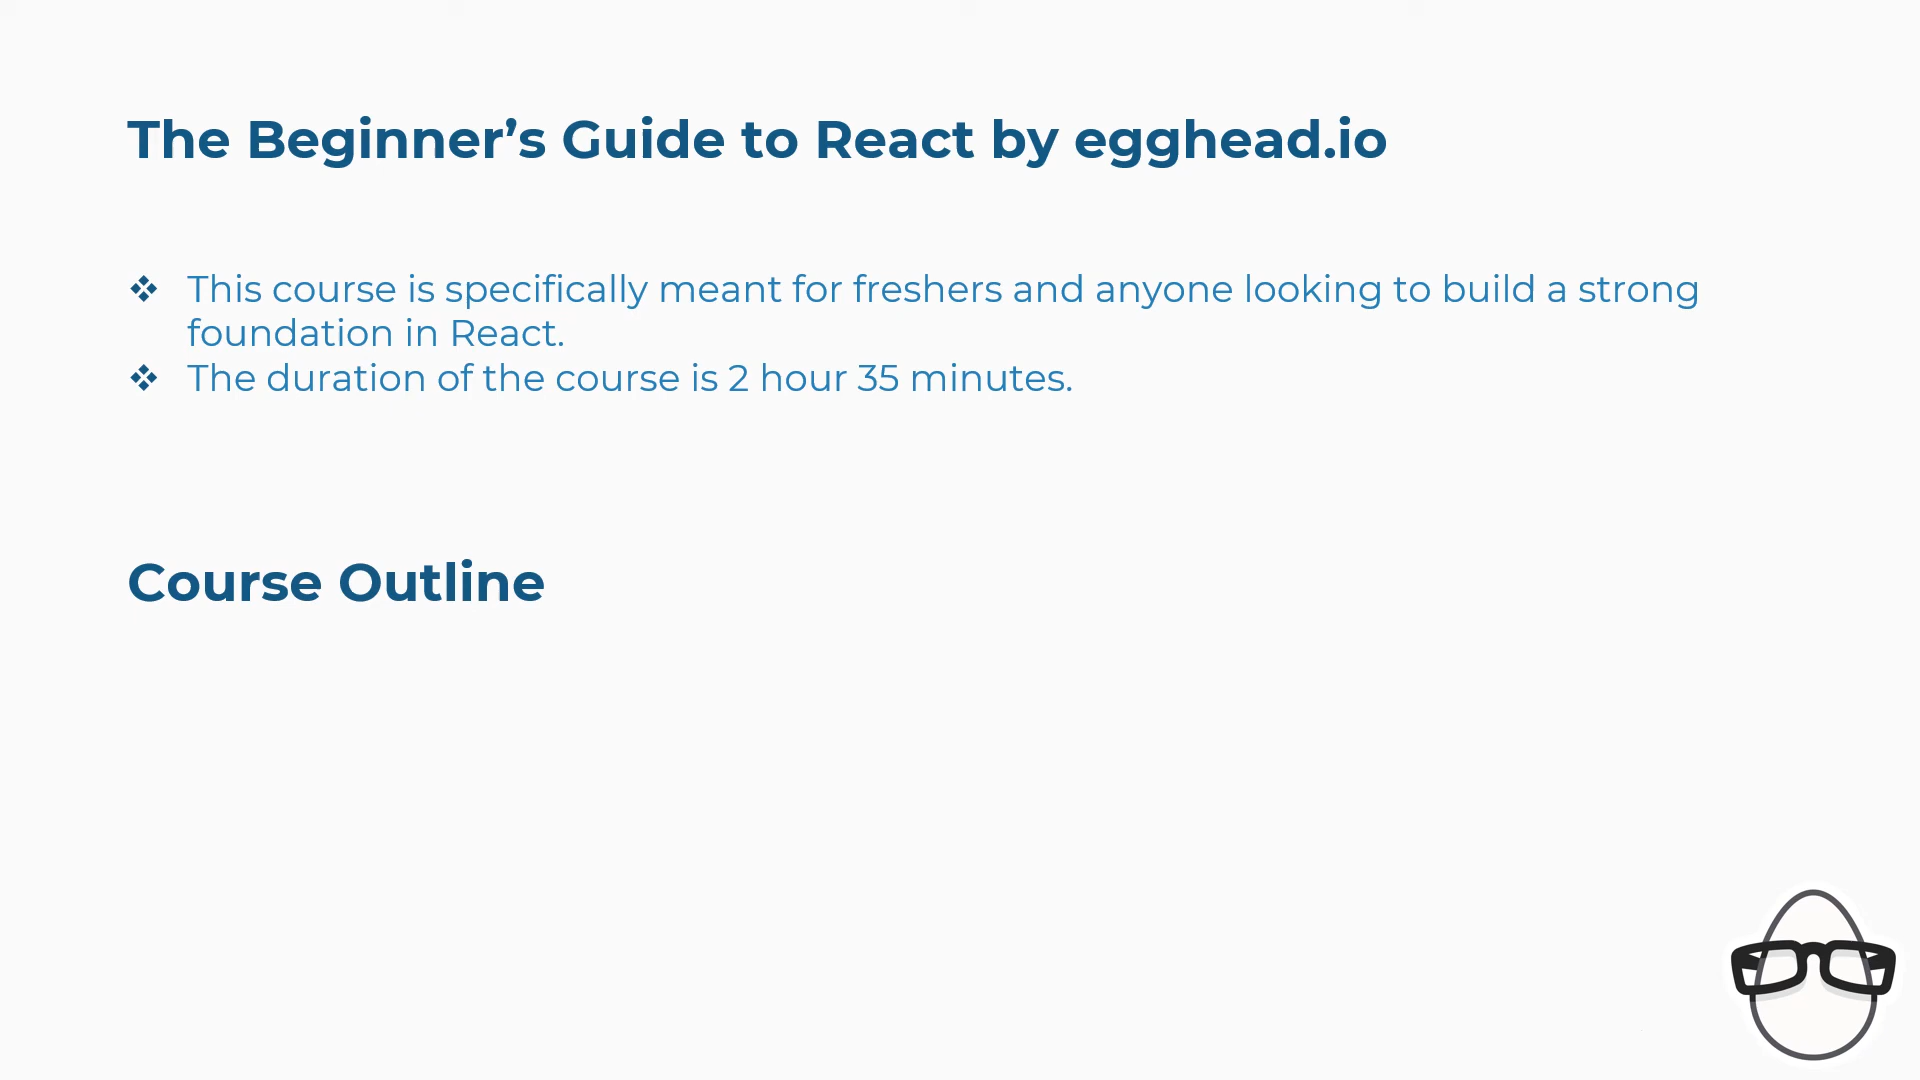 The Beginner’s Guide to React by egghead.io
❖ This course is specifically meant for freshers and anyone looking to build a strong
foundation in React.
❖ The duration of the course is 2 hour 35 minutes.
Course Outline